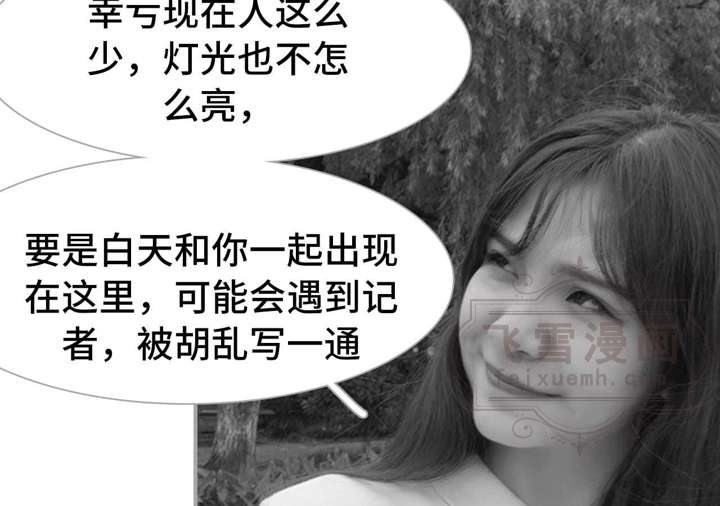 幸亏现在人这么
少，灯光也不怎
么亮，
要是白天和你一起出现
在这里，可能会遇到记
者，被胡乱写一通
飞雪漫画
feixuemh.com